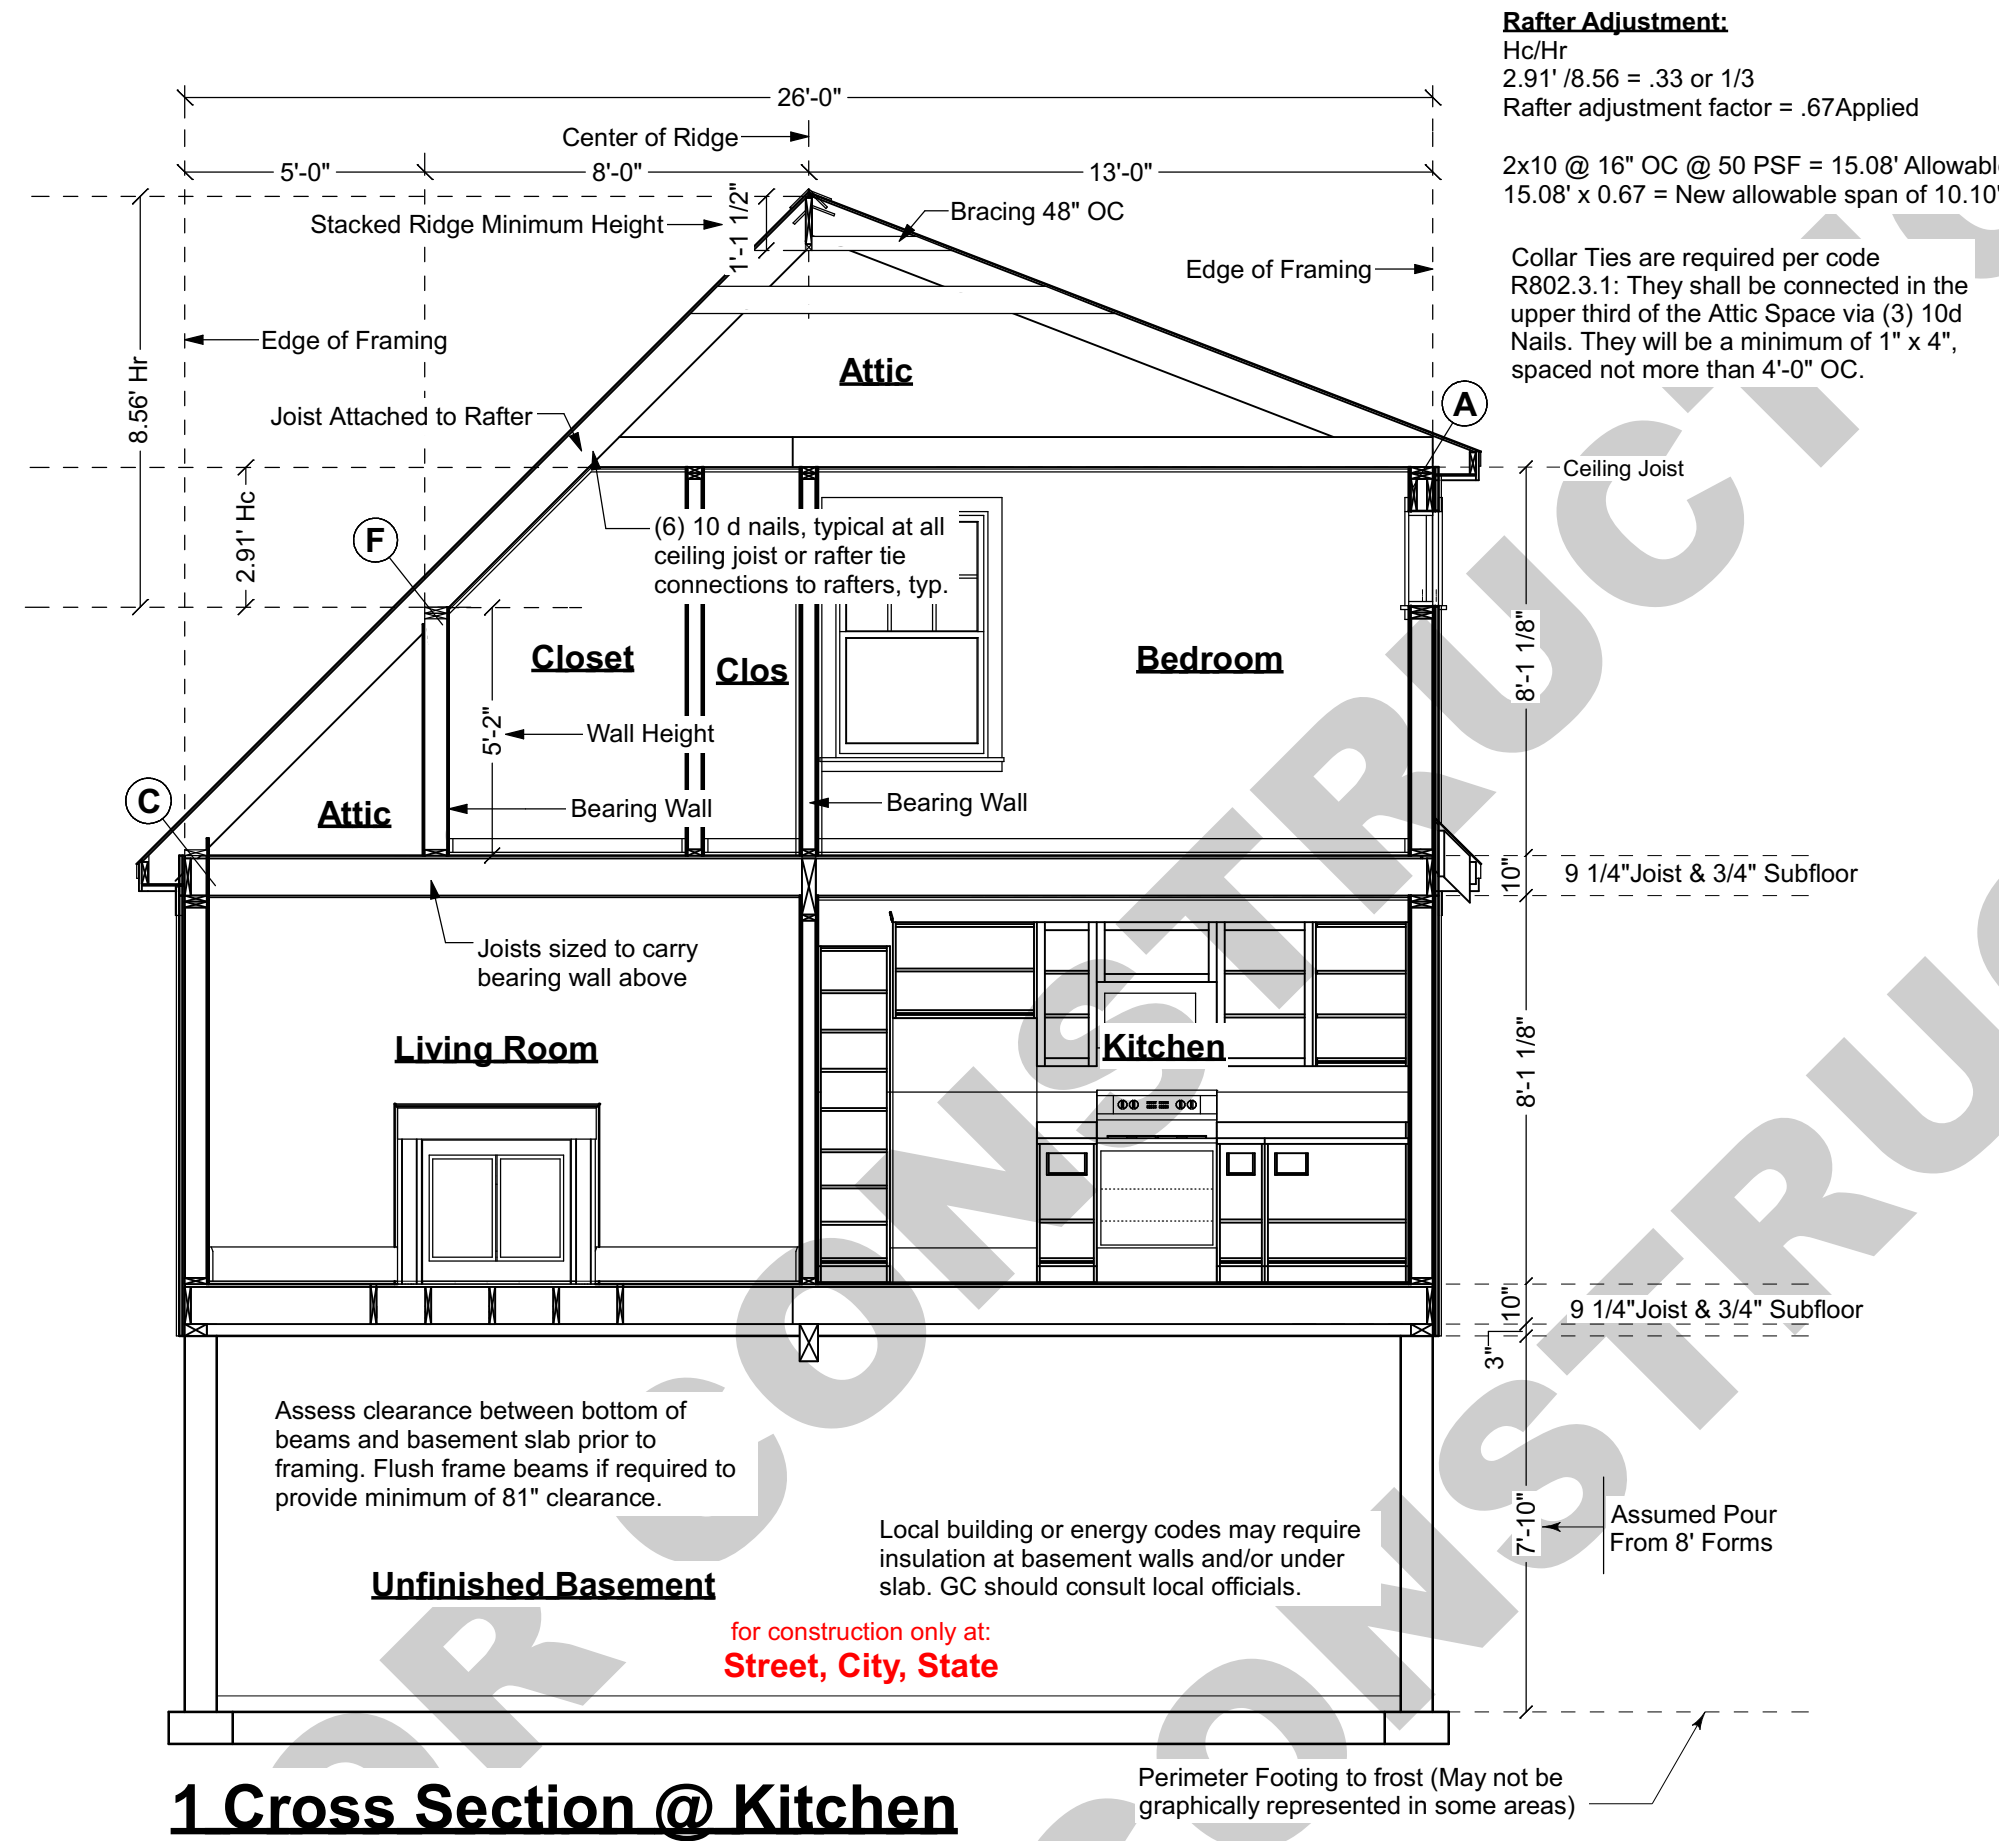 Rafter Adjustment:
Hc/Hr
2.91' /8.56 = .33 or 1/3
Rafter adjustment factor = .67Applied
2x10 @ 16" OC @ 50 PSF = 15.08' Allowabl
15.08' x 0.67 = New allowable span of 10.10'
26'-0"
Center of Ridge
5'-0"
8'-0"
13'-0"
Stacked Ridge Minimum Height
1'-1 1/2"
Bracing 48" OC
Edge of Framing
Collar Ties are required per code
R802.3.1: They shall be connected in the
upper third of the Attic Space via (3) 10d
Nails. They will be a minimum of 1" x 4",
spaced not more than 4'-0" OC.
Edge of Framing
8.56' Hr
Attic
A
Joist Attached to Rafter
Ceiling Joist
2.91' Hc
F
(6) 10 d nails, typical at all
ceiling joist or rafter tie
connections to rafters, typ.
Closet
Clos
Bedroom
8'-1 1/8"
5'-2"
Wall Height
C
Attic
Bearing Wall
Bearing Wall
10"
9 1/4"Joist & 3/4" Subfloor
Joists sized to carry
bearing wall above
Living Room
Kitchen
8'-1 1/8"
10"
9 1/4"Joist & 3/4" Subfloor
3"
Assess clearance between bottom of
beams and basement slab prior to
framing. Flush frame beams if required to
provide minimum of 81" clearance.
7'-10"
Assumed Pour
From 8' Forms
Local building or energy codes may require
insulation at basement walls and/or under
slab. GC should consult local officials.
Unfinished Basement
for construction only at:
Street, City, State
Perimeter Footing to frost (May not be
graphically represented in some areas)
1 Cross Section @ Kitchen
OR CONSTRUCT
CONSTRUC